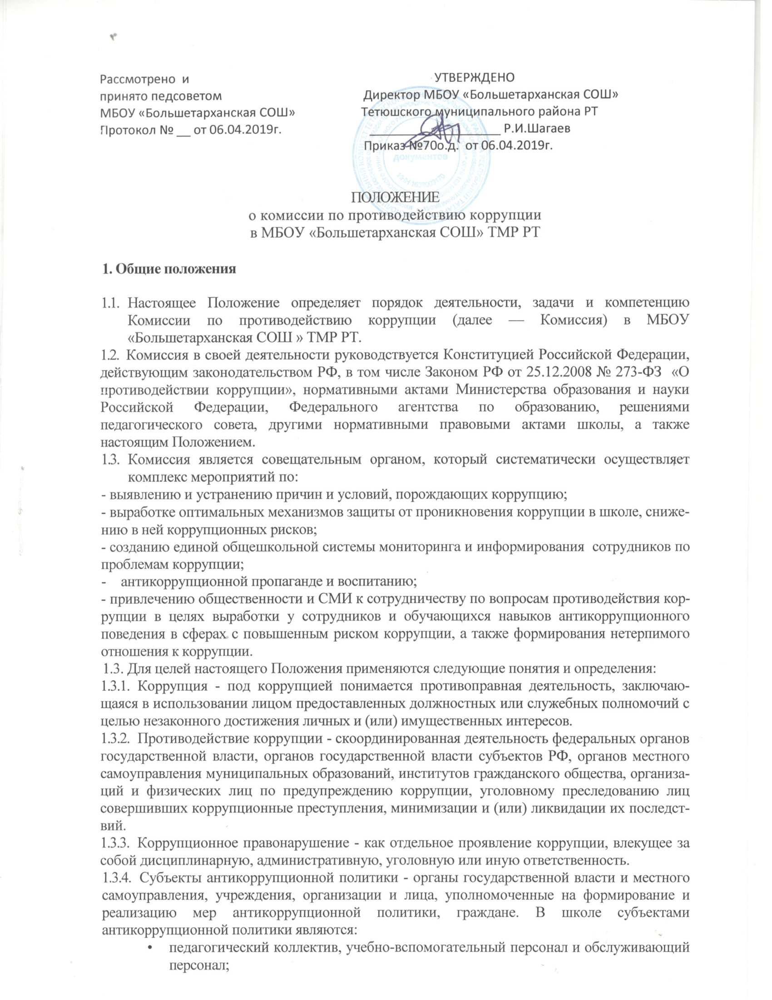 Рассмотрено и
принято педсоветом
МБОУ «Большетарханская СОШ»
Протокол № __ от 06.04.2019г.
УТВЕРЖДЕНО
Директор МБОУ «Большетарханская СОШ»
Тетюшского муниципального района РТ
____________________ Р.И.Шагаев
Приказ №70о.д. от 06.04.2019г.
документов
ИНН 1639003170
ПОЛОЖЕНИЕ
о комиссии по противодействию коррупции
в МБОУ «Большетарханская СОШ» ТМР РТ
1. Общие положения
1.1. Настоящее Положение определяет порядок деятельности, задачи и компетенцию
Комиссии по противодействию коррупции (далее — Комиссия) в МБОУ
«Большетарханская СОШ » ТМР РТ.
1.2. Комиссия в своей деятельности руководствуется Конституцией Российской Федерации,
действующим законодательством РФ, в том числе Законом РФ от 25.12.2008 № 273-ФЗ «О
противодействии коррупции», нормативными актами Министерства образования и науки
Российской Федерации, Федерального агентства по образованию, решениями
педагогического совета, другими нормативными правовыми актами школы, а также
настоящим Положением.
1.3. Комиссия является совещательным органом, который систематически осуществляет
комплекс мероприятий по:
- выявлению и устранению причин и условий, порождающих коррупцию;
- выработке оптимальных механизмов защиты от проникновения коррупции в школе, сниже-
нию в ней коррупционных рисков;
- созданию единой общешкольной системы мониторинга и информирования сотрудников по
проблемам коррупции;
- антикоррупционной пропаганде и воспитанию;
- привлечению общественности и СМИ к сотрудничеству по вопросам противодействия кор-
рупции в целях выработки у сотрудников и обучающихся навыков антикоррупционного
поведения в сферах с повышенным риском коррупции, а также формирования нетерпимого
отношения к коррупции.
1.3. Для целей настоящего Положения применяются следующие понятия и определения:
1.3.1. Коррупция - под коррупцией понимается противоправная деятельность, заключаю-
щаяся в использовании лицом предоставленных должностных или служебных полномочий с
целью незаконного достижения личных и (или) имущественных интересов.
1.3.2. Противодействие коррупции - скоординированная деятельность федеральных органов
государственной власти, органов государственной власти субъектов РФ, органов местного
самоуправления муниципальных образований, институтов гражданского общества, организа-
ций и физических лиц по предупреждению коррупции, уголовному преследованию лиц
совершивших коррупционные преступления, минимизации и (или) ликвидации их последст-
вий.
1.3.3. Коррупционное правонарушение - как отдельное проявление коррупции, влекущее за
собой дисциплинарную, административную, уголовную или иную ответственность.
1.3.4. Субъекты антикоррупционной политики - органы государственной власти и местного
самоуправления, учреждения, организации и лица, уполномоченные на формирование и
реализацию мер антикоррупционной политики, граждане. В школе субъектами
антикоррупционной политики являются:
• педагогический коллектив, учебно-вспомогательный персонал и обслуживающий
персонал;